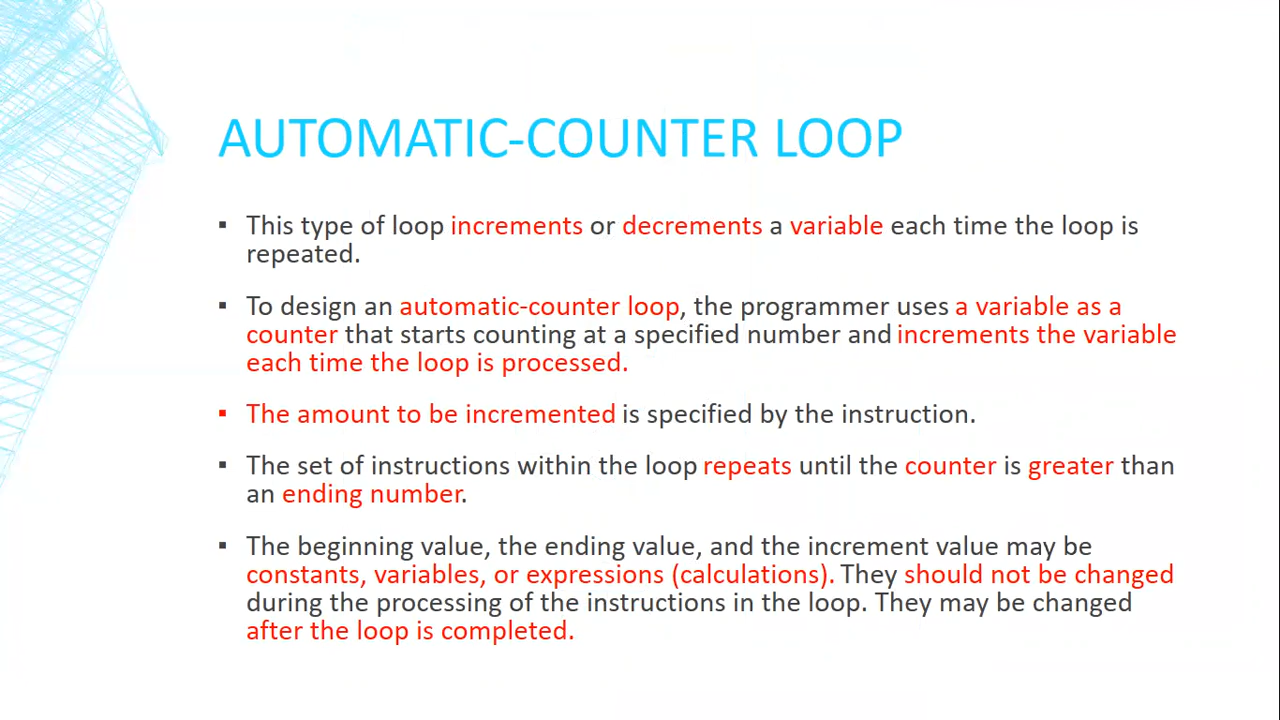 AUTOMATIC-COUNTER LOOP
▪ This type of loop increments or decrements a variable each time the loop is
repeated.
▪ To design an automatic-counter loop, the programmer uses a variable as a
counter that starts counting at a specified number and increments the variable
each time the loop is processed.
▪ The amount to be incremented is specified by the instruction.
▪ The set of instructions within the loop repeats until the counter is greater than
an ending number.
▪ The beginning value, the ending value, and the increment value may be
constants, variables, or expressions (calculations). They should not be changed
during the processing of the instructions in the loop. They may be changed
after the loop is completed.